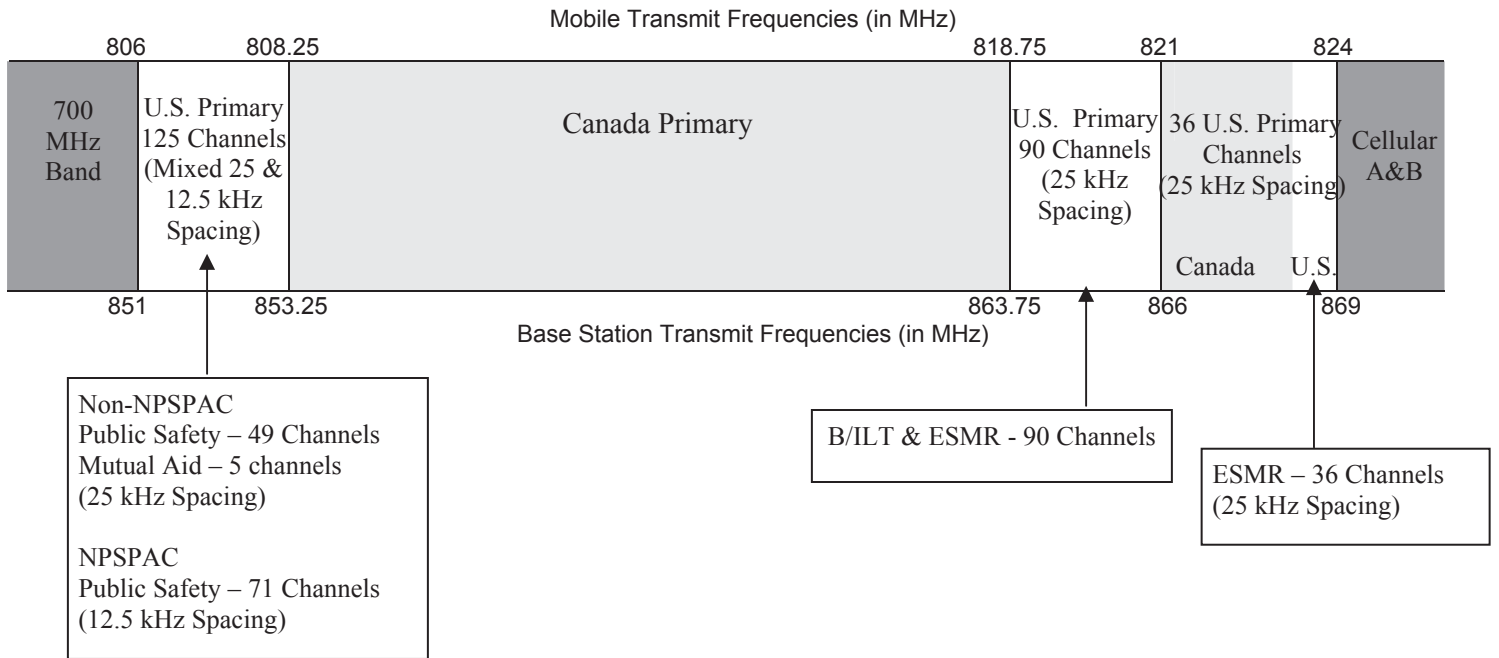 Mobile Transmit Frequencies (in MHz)
806 808.25 818.75 821 824
700
MHz
Band
U.S. Primary
125 Channels
(Mixed 25 &
12.5 kHz
Spacing)
Canada Primary
U.S. Primary
90 Channels
(25 kHz
Spacing)
36 U.S. Primary
Channels
(25 kHz Spacing)
Canada U.S.
Cellular
A&B
851 853.25 863.75 866 869
Base Station Transmit Frequencies (in MHz)
Non-NPSPAC
Public Safety – 49 Channels
Mutual Aid – 5 channels
(25 kHz Spacing)
NPSPAC
Public Safety – 71 Channels
(12.5 kHz Spacing)
B/ILT & ESMR - 90 Channels
ESMR – 36 Channels
(25 kHz Spacing)